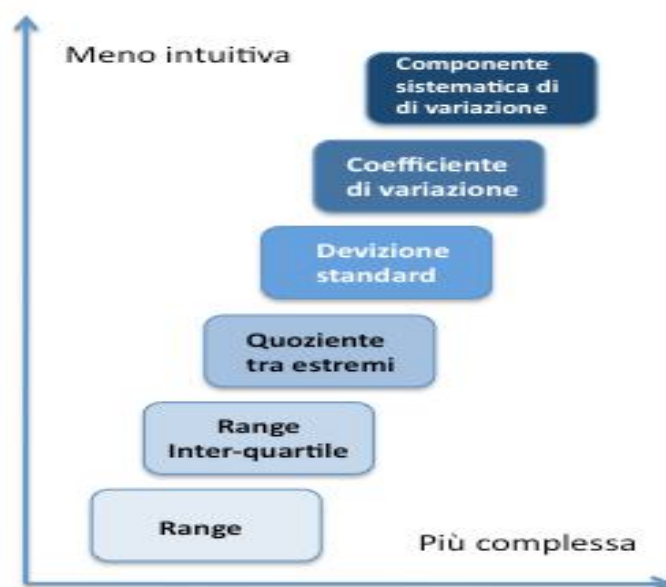 Meno intuitiva
Componente
sistematica di
di variazione
Coefficiente
di variazione
Devizione
standard
Quoziente
tra estremi
Range
Inter-quartile
Range
Più complessa